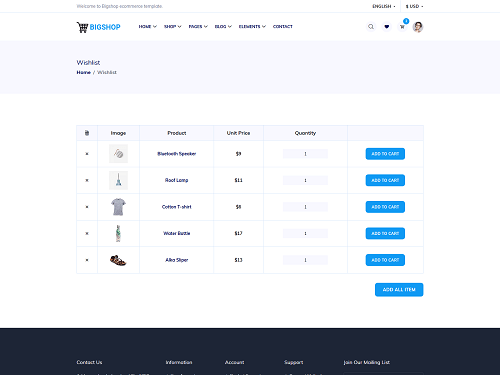 Welcome to Bigshop ecommerce template.
ENGLISH
$ USD
BIGSHOP
HOME
SHOP
PAGES
BLOG
ELEMENTS
CONTACT
Wishlist
Home / Wishlist
Image Product Unit Price Quantity
Bluetooth Speaker $9 1 ADD TO CART
Roof Lamp $11 1 ADD TO CART
Cotton T-shirt $6 1 ADD TO CART
Water Bottle $17 1 ADD TO CART
Alka Sliper $13 1 ADD TO CART
ADD ALL ITEM
Contact Us
Information
Account
Support
Join Our Mailing List